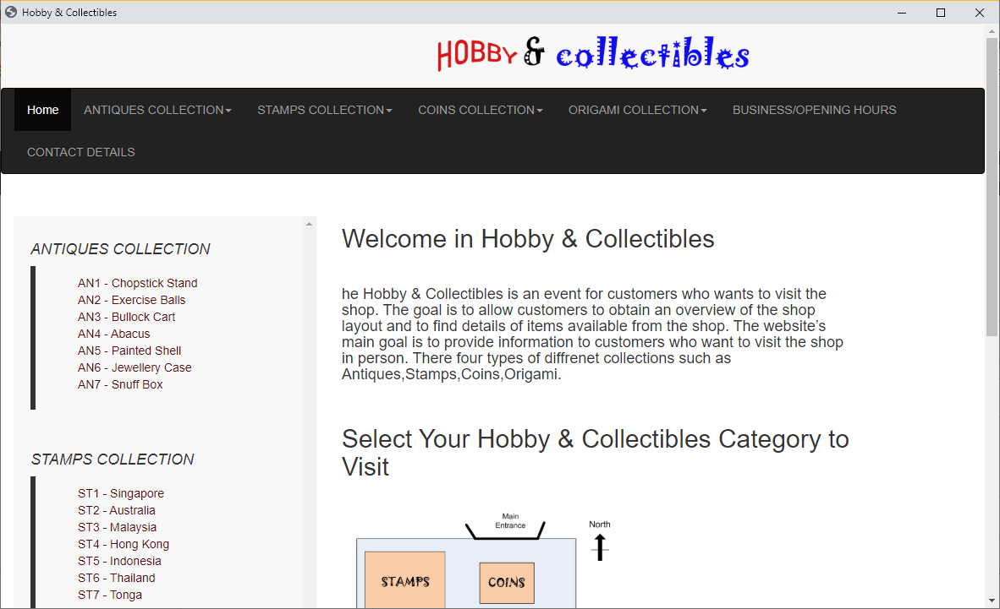 Hobby & Collectibles
HOBBY & collectibles
Home ANTIQUES COLLECTION STAMPS COLLECTION COINS COLLECTION ORIGAMI COLLECTION BUSINESS/OPENING HOURS
CONTACT DETAILS
ANTIQUES COLLECTION
AN1 - Chopstick Stand
AN2 - Exercise Balls
AN3 - Bullock Cart
AN4 - Abacus
AN5 - Painted Shell
AN6 - Jewellery Case
AN7 - Snuff Box
STAMPS COLLECTION
ST1 - Singapore
ST2 - Australia
ST3 - Malaysia
ST4 - Hong Kong
ST5 - Indonesia
ST6 - Thailand
ST7 - Tonga
Welcome in Hobby & Collectibles
he Hobby & Collectibles is an event for customers who wants to visit the
shop. The goal is to allow customers to obtain an overview of the shop
layout and to find details of items available from the shop. The website’s
main goal is to provide information to customers who want to visit the shop
in person. There four types of diffrenet collections such as
Antiques,Stamps,Coins,Origami.
Select Your Hobby & Collectibles Category to
Visit
Main
Entrance
North
STAMPS
COINS